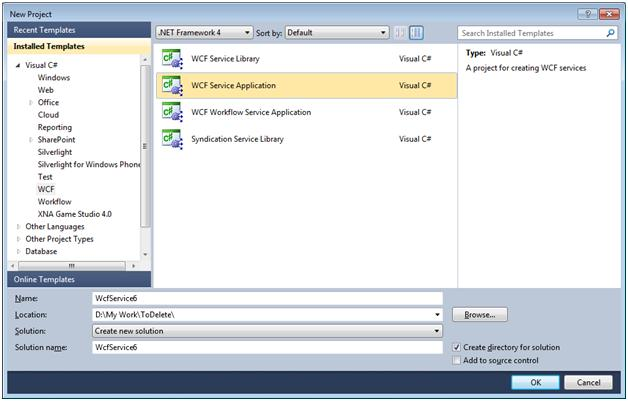 New Project
Recent Templates
Installed Templates
Visual C#
Windows
Web
Office
Cloud
Reporting
SharePoint
Silverlight
Silverlight for Windows Phone
Test
WCF
Workflow
XNA Game Studio 4.0
Other Languages
Other Project Types
Database
Online Templates
.NET Framework 4 Sort by: Default
WCF Service Library Visual C#
WCF Service Application Visual C#
WCF Workflow Service Application Visual C#
Syndication Service Library Visual C#
Search Installed Templates
Type: Visual C#
A project for creating WCF services
Name: WcfService6
Location: D:\My Work\ToDelete\ Browse...
Solution: Create new solution
Solution name: WcfService6
Create directory for solution
Add to source control
OK Cancel